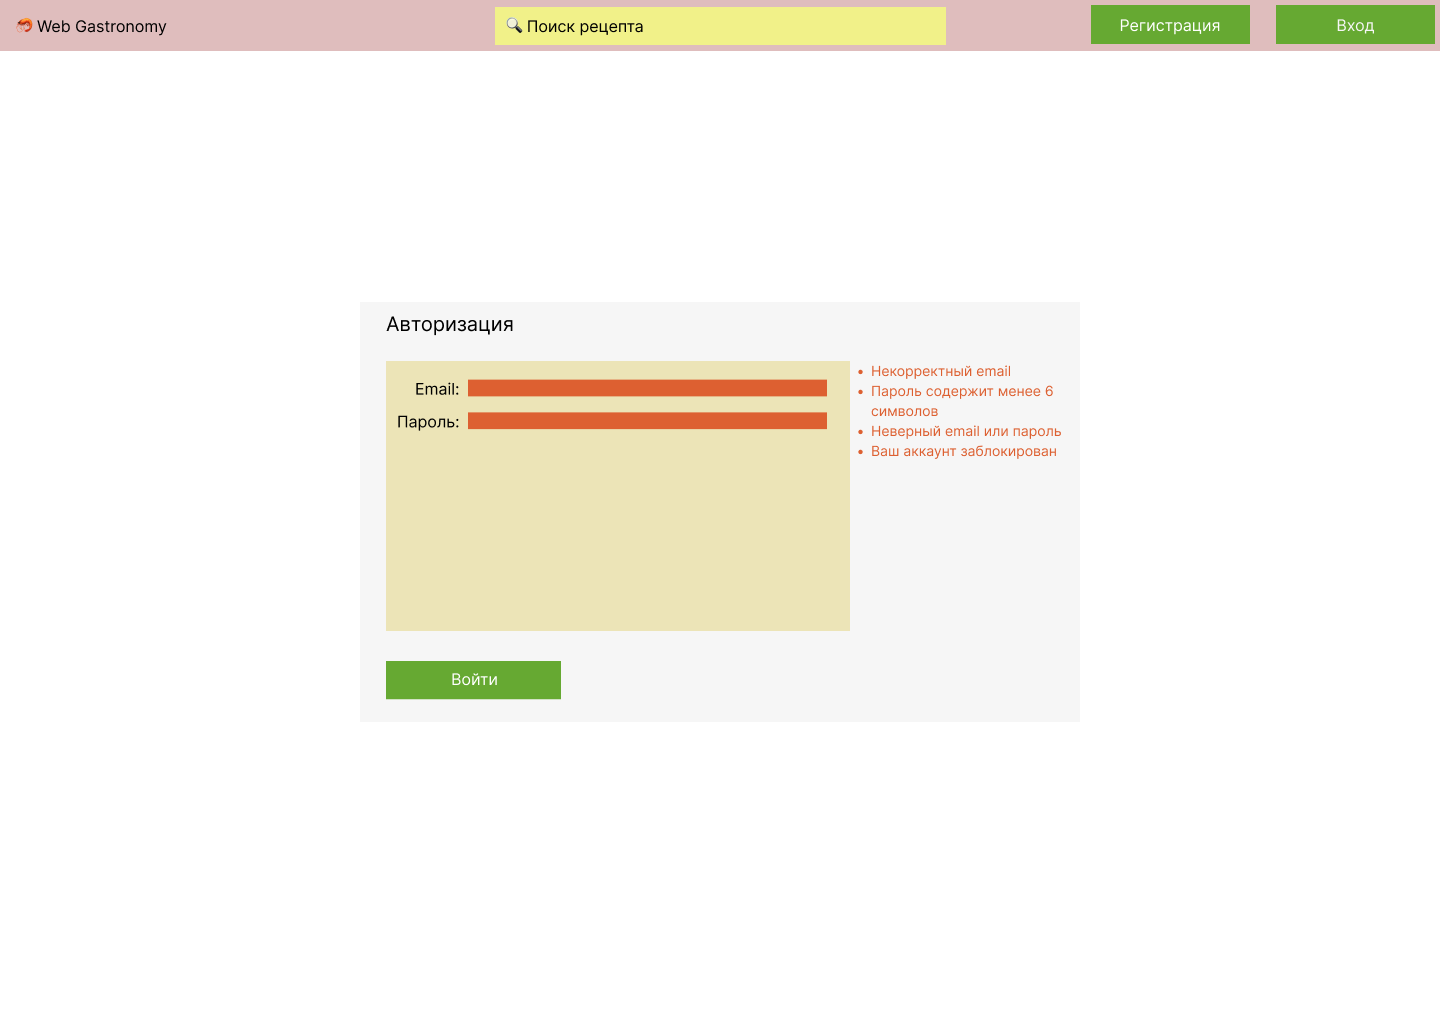 🦐 Web Gastronomy
🔍 Поиск рецепта
Регистрация
Вход
Авторизация
Email:
Пароль:
• Некорректный email
• Пароль содержит менее 6
символов
• Неверный email или пароль
• Ваш аккаунт заблокирован
Войти